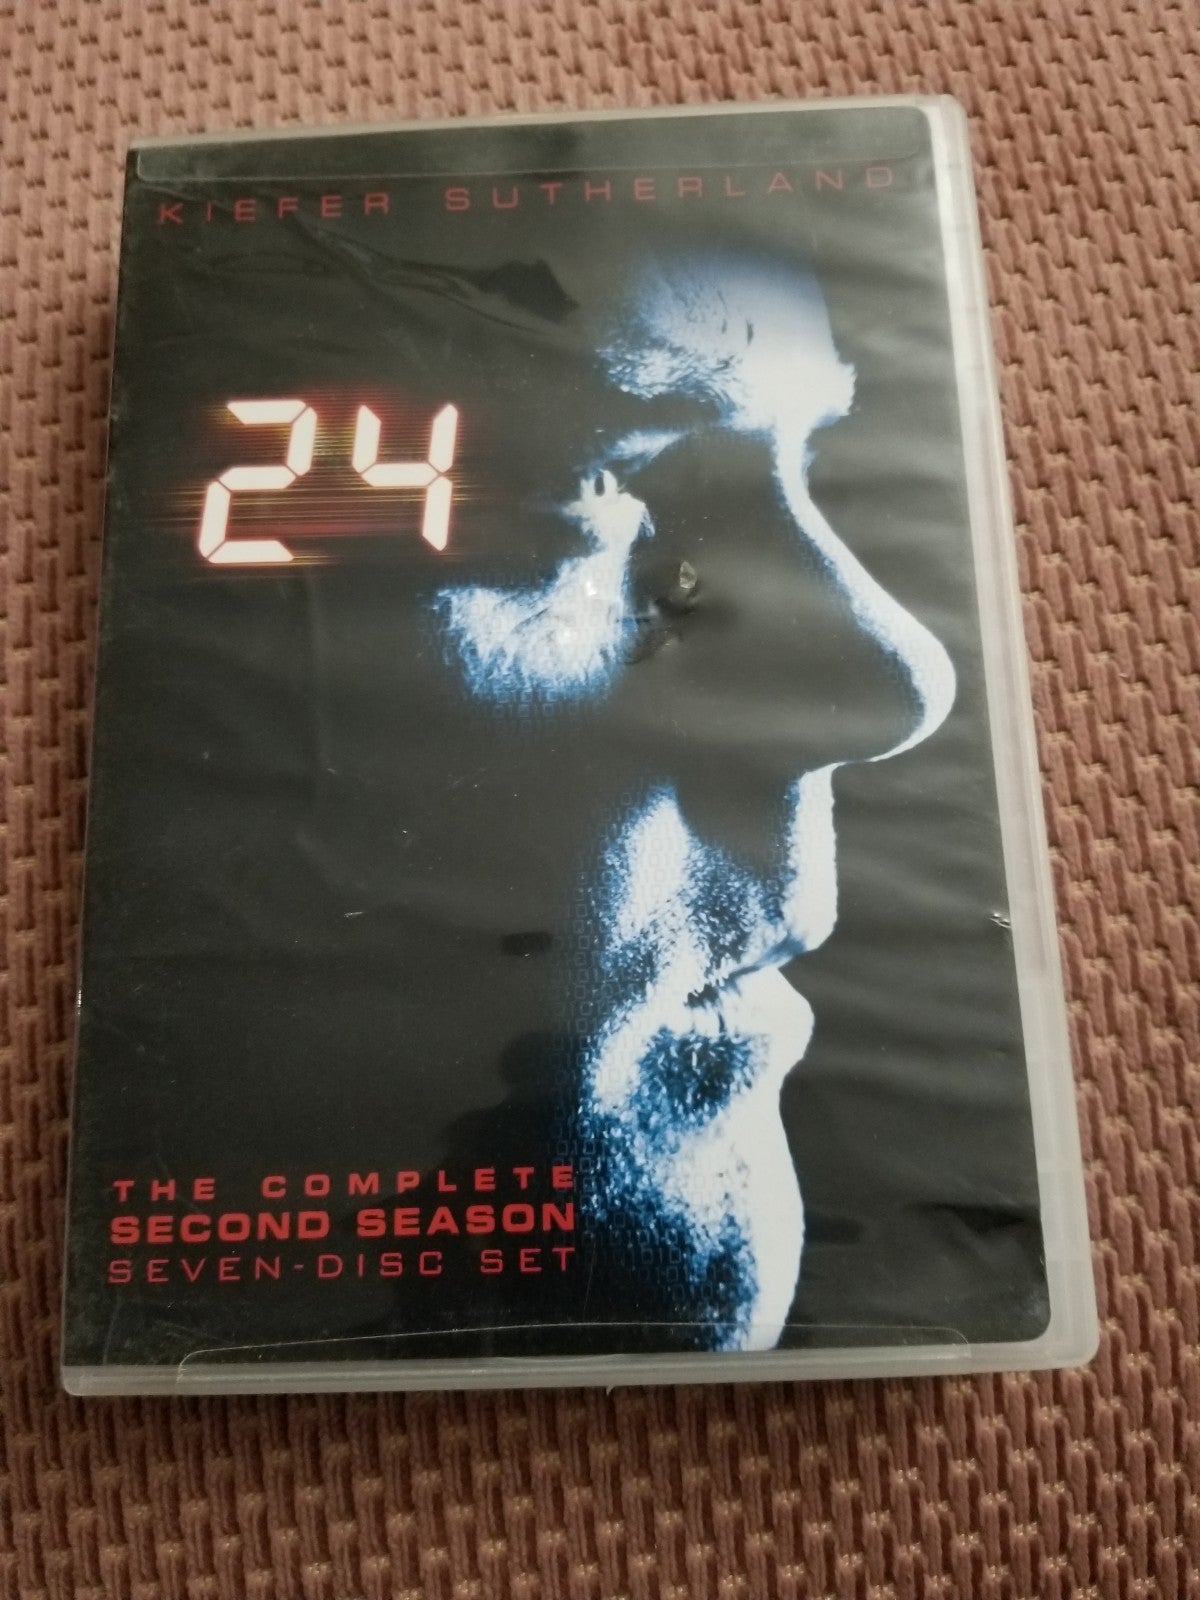 KIEFER SUTHERLAND
24
THE COMPLETE
SECOND SEASON
SEVEN-DISC SET